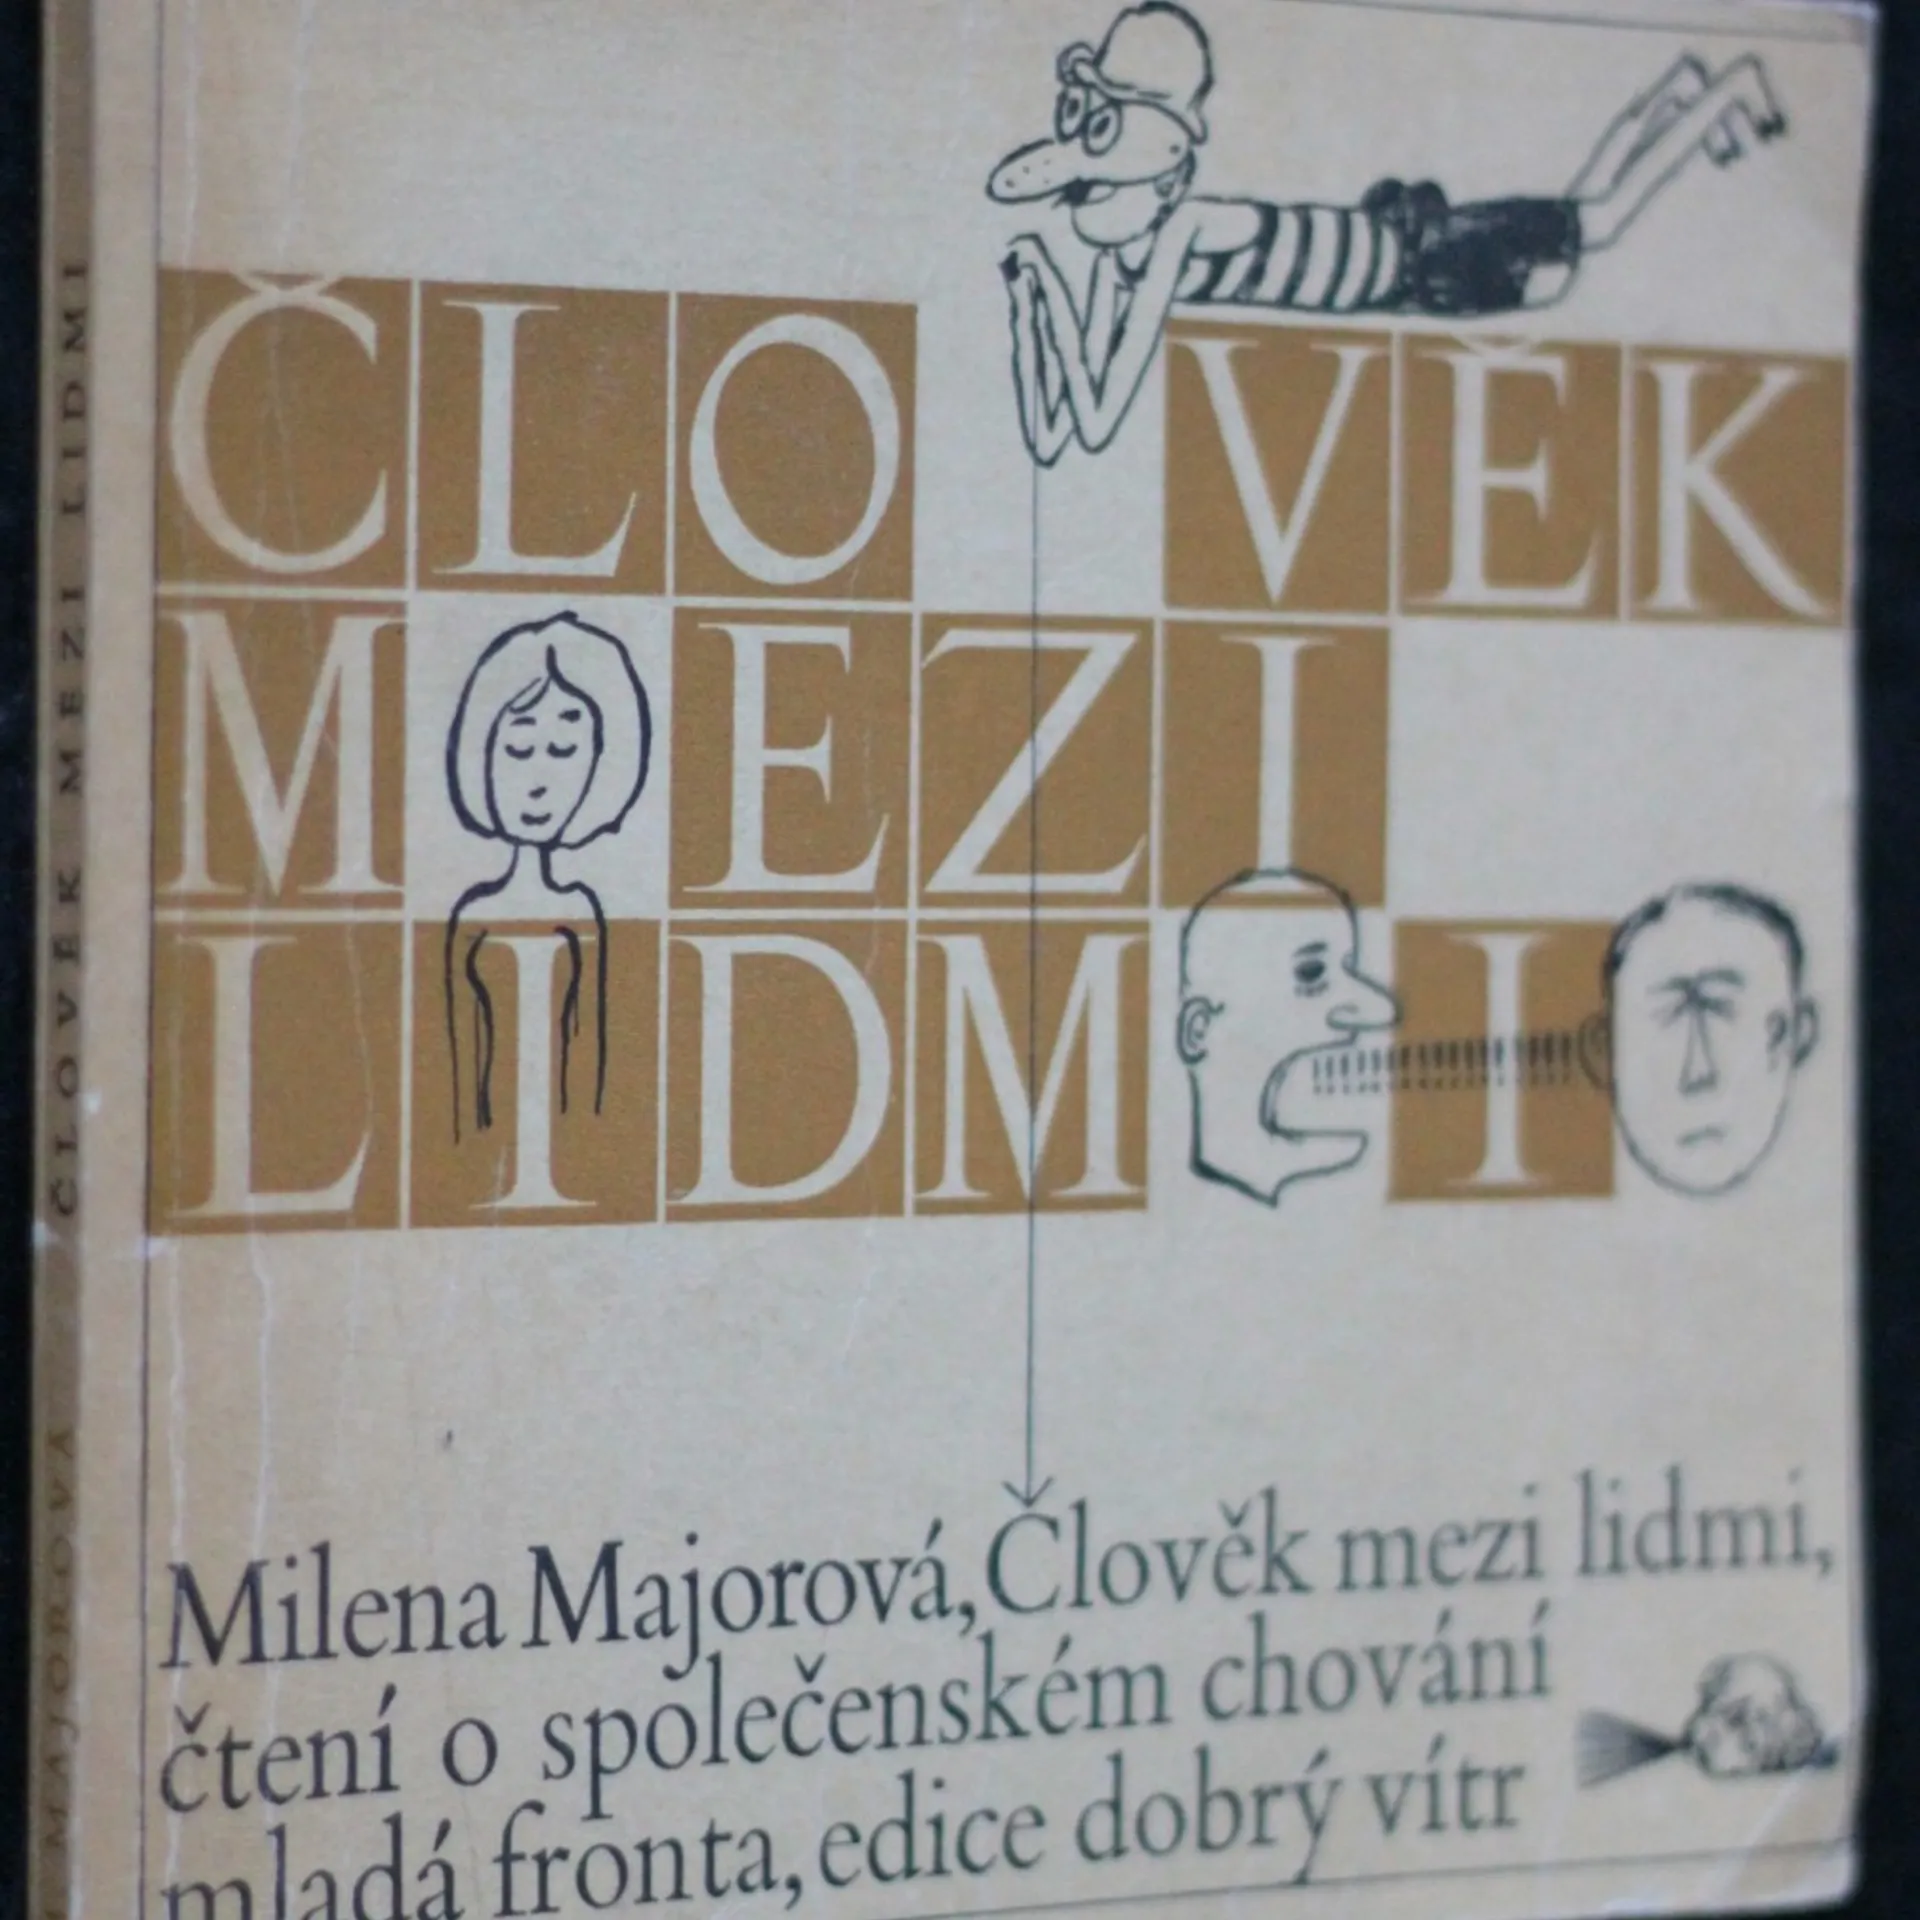 ČLOVĚK
MEZI
LIDMI
Milena Majorová, Člověk mezi lidmi,
čtení o společenském chování
mladá fronta, edice dobrý vítr
MAJOROVÁ ČLOVĚK MEZI LIDMI